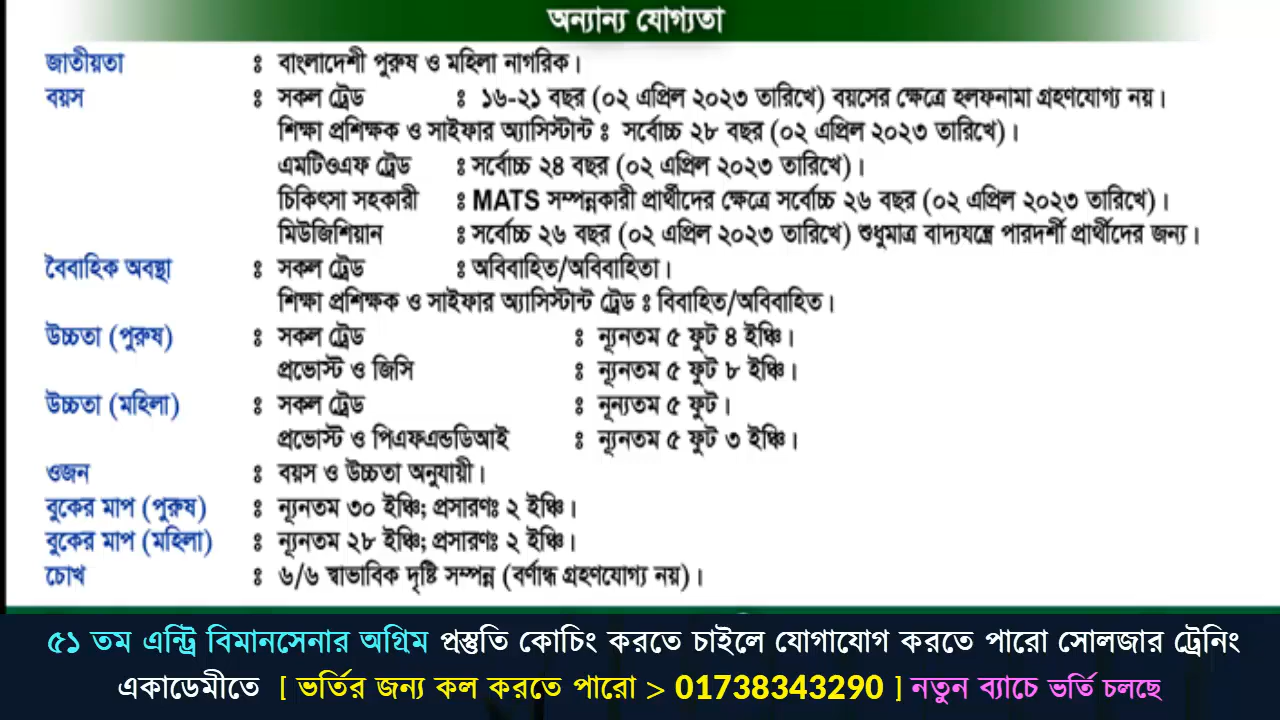 অন্যান্য যোগ্যতা
জাতীয়তা : বাংলাদেশী পুরুষ ও মহিলা নাগরিক।
বয়স : সকল ট্রেড : ১৬-২১ বছর (০২ এপ্রিল ২০২৩ তারিখে) বয়সের ক্ষেত্রে হলফনামা গ্রহণযোগ্য নয়।
শিক্ষা প্রশিক্ষক ও সাইফার অ্যাসিস্টান্ট : সর্বোচ্চ ২৮ বছর (০২ এপ্রিল ২০২৩ তারিখে)।
এমটিওএফ ট্রেড : সর্বোচ্চ ২৪ বছর (০২ এপ্রিল ২০২৩ তারিখে)।
চিকিৎসা সহকারী : MATS সম্পন্নকারী প্রার্থীদের ক্ষেত্রে সর্বোচ্চ ২৬ বছর (০২ এপ্রিল ২০২৩ তারিখে)।
মিউজিশিয়ান : সর্বোচ্চ ২৬ বছর (০২ এপ্রিল ২০২৩ তারিখে) শুধুমাত্র বাদ্যযন্ত্রে পারদর্শী প্রার্থীদের জন্য।
বৈবাহিক অবস্থা : সকল ট্রেড : অবিবাহিত/অবিবাহিতা।
শিক্ষা প্রশিক্ষক ও সাইফার অ্যাসিস্টান্ট ট্রেড : বিবাহিত/অবিবাহিত।
উচ্চতা (পুরুষ) : সকল ট্রেড : ন্যূনতম ৫ ফুট ৪ ইঞ্চি।
প্রভোস্ট ও জিসি : ন্যূনতম ৫ ফুট ৮ ইঞ্চি।
উচ্চতা (মহিলা) : সকল ট্রেড : নূন্যতম ৫ ফুট।
প্রভোস্ট ও পিএফএন্ডডিআই : ন্যূনতম ৫ ফুট ৩ ইঞ্চি।
ওজন : বয়স ও উচ্চতা অনুযায়ী।
বুকের মাপ (পুরুষ) : ন্যূনতম ৩০ ইঞ্চি; প্রসারণঃ ২ ইঞ্চি।
বুকের মাপ (মহিলা) : ন্যূনতম ২৮ ইঞ্চি; প্রসারণঃ ২ ইঞ্চি।
চোখ : ৬/৬ স্বাভাবিক দৃষ্টি সম্পন্ন (বর্ণান্ধ গ্রহণযোগ্য নয়)।
৫১ তম এন্ট্রি বিমানসেনার অগ্রিম প্রস্তুতি কোচিং করতে চাইলে যোগাযোগ করতে পারো সোলজার ট্রেনিং
একাডেমীতে [ ভর্তির জন্য কল করতে পারো > 01738343290 ] নতুন ব্যাচে ভর্তি চলছে